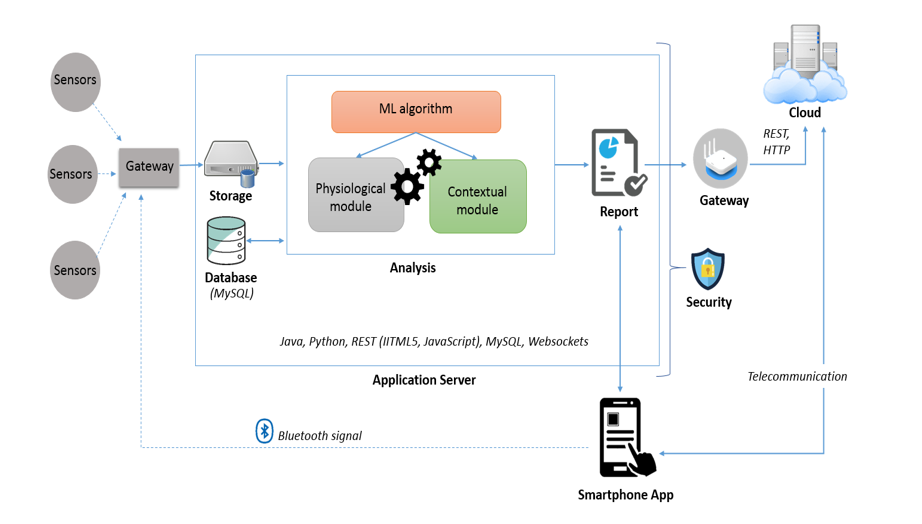 Sensors
Sensors
Sensors
Gateway
Storage
Database
(MySQL)
ML algorithm
Physiological
module
Contextual
module
Analysis
Java, Python, REST (IITML5, JavaScript), MySQL, Websockets
Application Server
Report
Gateway
REST,
HTTP
Cloud
Security
Telecommunication
Bluetooth signal
Smartphone App